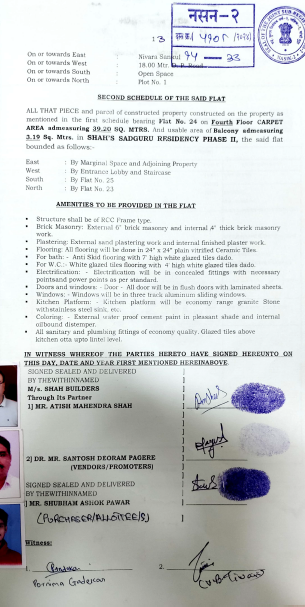 : 3
नसन-२
On or towards East : Nivara Sankul
On or towards West : 18.00 Mtr. D. P. Road
On or towards South : Open Space
On or towards North : Plot No. 1
SECOND SCHEDULE OF THE SAID FLAT
ALL THAT PIECE and parcel of constructed property constructed on the property as
mentioned in the first schedule bearing Flat No. 24 on Fourth Floor CARPET
AREA admeasuring 39.20 SQ. MTRS. And usable area of Balcony admeasuring
3.19 Sq. Mtrs. in SHAH'S SADGURU RESIDENCY PHASE II, the said flat
bounded as follows:-
East : By Marginal Space and Adjoining Property
West : By Entrance Lobby and Staircase
South : By Flat No. 25
North : By Flat No. 23
AMENITIES TO BE PROVIDED IN THE FLAT
• Structure shall be of RCC Frame type.
• Brick Masonry: External 6" brick masonry and internal 4" thick brick masonry
work.
• Plastering: External sand plastering work and internal finished plaster work.
• Flooring: All flooring will be done in 24" x 24" plain vitrified Ceramic Tiles.
• For bath: - Anti Skid flooring with 7' high white glazed tiles dado.
• For W.C.:- White glazed tiles flooring with 4' high white glazed tiles dado.
• Electrification: - Electrification will be in concealed fittings with necessary
pointsand power points as per standard.
• Doors and windows: - Door - All door will be in flush doors with laminated sheets.
• Windows: - Windows will be in three track aluminum sliding windows.
• Kitchen Platform: - Kitchen platform will be economy range granite Stone
withstainless steel sink, etc.
• Coloring: - External water proof cement paint in pleasant shade and internal
oilbound distemper.
• All sanitary and plumbing fittings of economy quality. Glazed tiles above
kitchen otta upto lintel level.
IN WITNESS WHEREOF THE PARTIES HERETO HAVE SIGNED HEREUNTO ON
THIS DAY, DATE AND YEAR FIRST MENTIONED HEREINABOVE.
SIGNED SEALED AND DELIVERED
BY THEWITHINNAMED
M/s. SHAH BUILDERS
Through Its Partner
1] MR. ATISH MAHENDRA SHAH
2] DR. MR. SANTOSH DEORAM PAGERE
(VENDORS/PROMOTERS)
SIGNED SEALED AND DELIVERED
BY THEWITHINNAMED
MR. SHUBHAM ASHOK PAWAR
(PURCHASER/ALLOTTEE/S)
Witness:
1. 2.